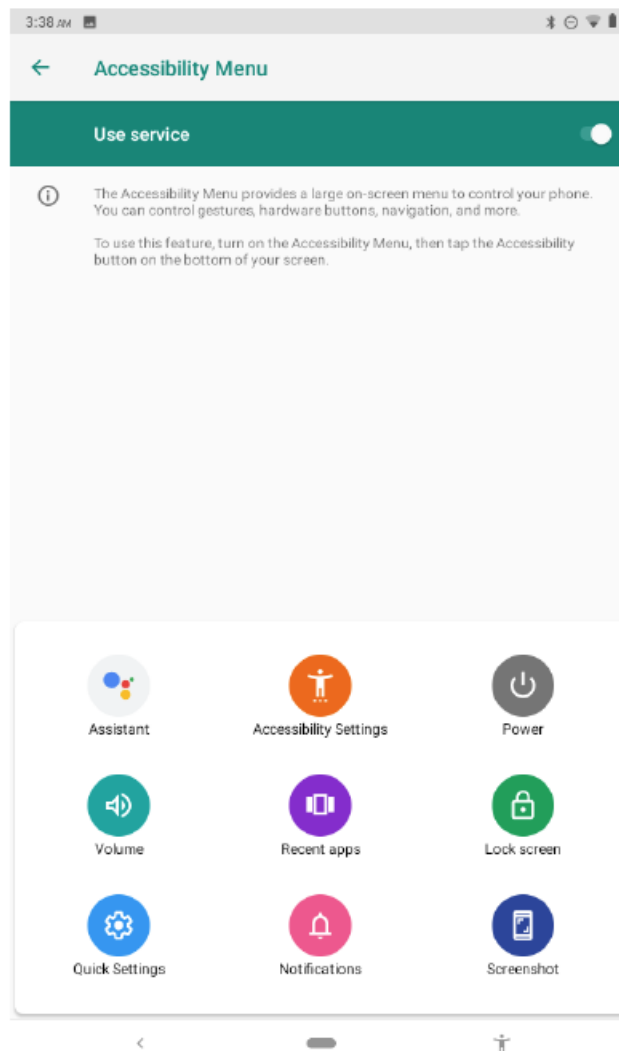 3:38 AM
Accessibility Menu
Use service
The Accessibility Menu provides a large on-screen menu to control your phone.
You can control gestures, hardware buttons, navigation, and more.
To use this feature, turn on the Accessibility Menu, then tap the Accessibility
button on the bottom of your screen.
Assistant
Accessibility Settings
Power
Volume
Recent apps
Lock screen
Quick Settings
Notifications
Screenshot